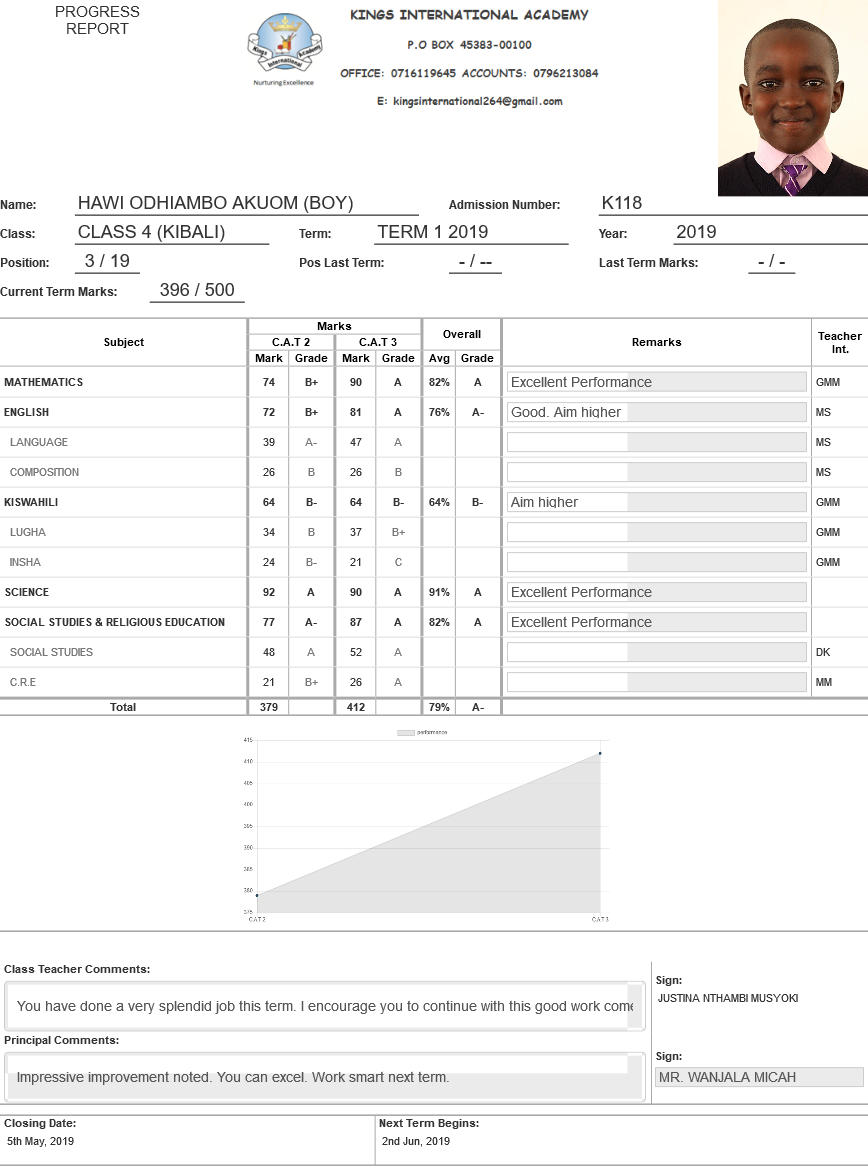 PROGRESS
REPORT
KINGS INTERNATIONAL ACADEMY
P.O BOX 45383-00100
OFFICE: 0716119645 ACCOUNTS: 0796213084
E: kingsinternational264@gmail.com
Kings Academy
International
Nurturing Excellence
Name: HAWI ODHIAMBO AKUOM (BOY) Admission Number: K118
Class: CLASS 4 (KIBALI) Term: TERM 1 2019 Year: 2019
Position: 3 / 19 Pos Last Term: - / -- Last Term Marks: - / -
Current Term Marks: 396 / 500
Subject Marks Overall Remarks Teacher Int.
C.A.T 2 C.A.T 3
Mark Grade Mark Grade Avg Grade
MATHEMATICS 74 B+ 90 A 82% A Excellent Performance GMM
ENGLISH 72 B+ 81 A 76% A- Good. Aim higher MS
LANGUAGE 39 A- 47 A MS
COMPOSITION 26 B 26 B MS
KISWAHILI 64 B- 64 B- 64% B- Aim higher GMM
LUGHA 34 B 37 B+ GMM
INSHA 24 B- 21 C GMM
SCIENCE 92 A 90 A 91% A Excellent Performance
SOCIAL STUDIES & RELIGIOUS EDUCATION 77 A- 87 A 82% A Excellent Performance
SOCIAL STUDIES 48 A 52 A DK
C.R.E 21 B+ 26 A MM
Total 379 412 79% A-
performance
415
410
405
400
395
390
385
380
375
CAT2 CAT3
Class Teacher Comments:
Sign:
You have done a very splendid job this term. I encourage you to continue with this good work come
JUSTINA NTHAMBI MUSYOKI
Principal Comments:
Sign:
Impressive improvement noted. You can excel. Work smart next term.
MR. WANJALA MICAH
Closing Date: Next Term Begins:
5th May, 2019 2nd Jun, 2019